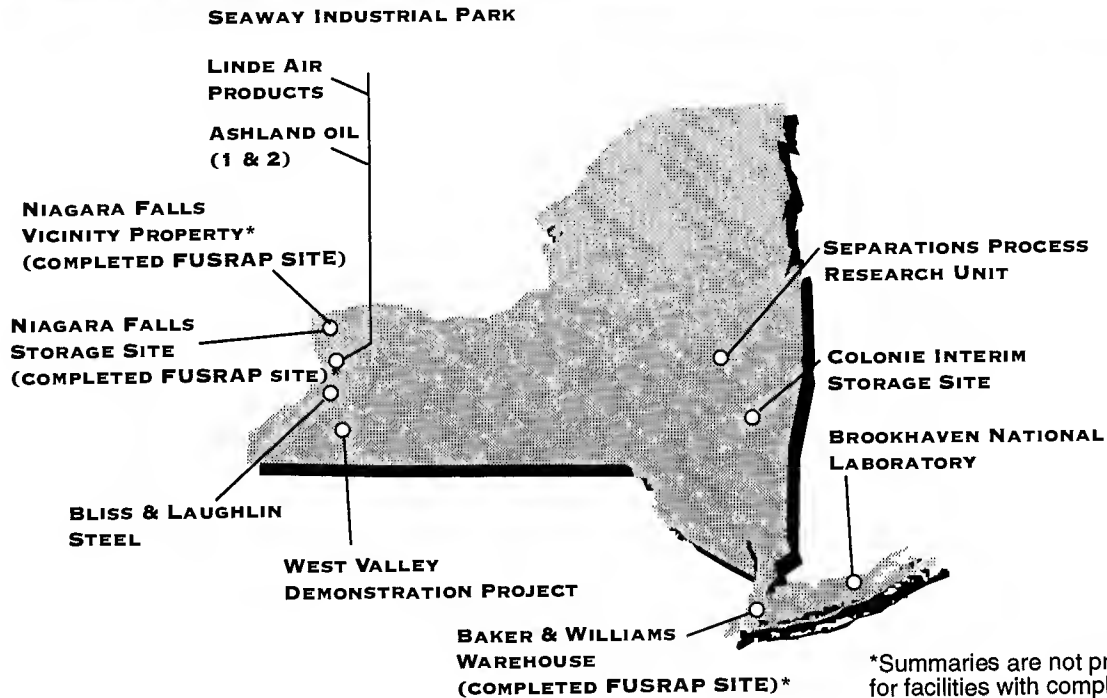 SEAWAY INDUSTRIAL PARK
LINDE AIR
PRODUCTS
ASHLAND OIL
(1 & 2)
NIAGARA FALLS
VICINITY PROPERTY*
(COMPLETED FUSRAP SITE)
NIAGARA FALLS
STORAGE SITE
(COMPLETED FUSRAP SITE)*
BLISS & LAUGHLIN
STEEL
WEST VALLEY
DEMONSTRATION PROJECT
BAKER & WILLIAMS
WAREHOUSE
(COMPLETED FUSRAP SITE)*
SEPARATIONS PROCESS
RESEARCH UNIT
COLONIE INTERIM
STORAGE SITE
BROOKHAVEN NATIONAL
LABORATORY
*Summaries are not
for facilities with